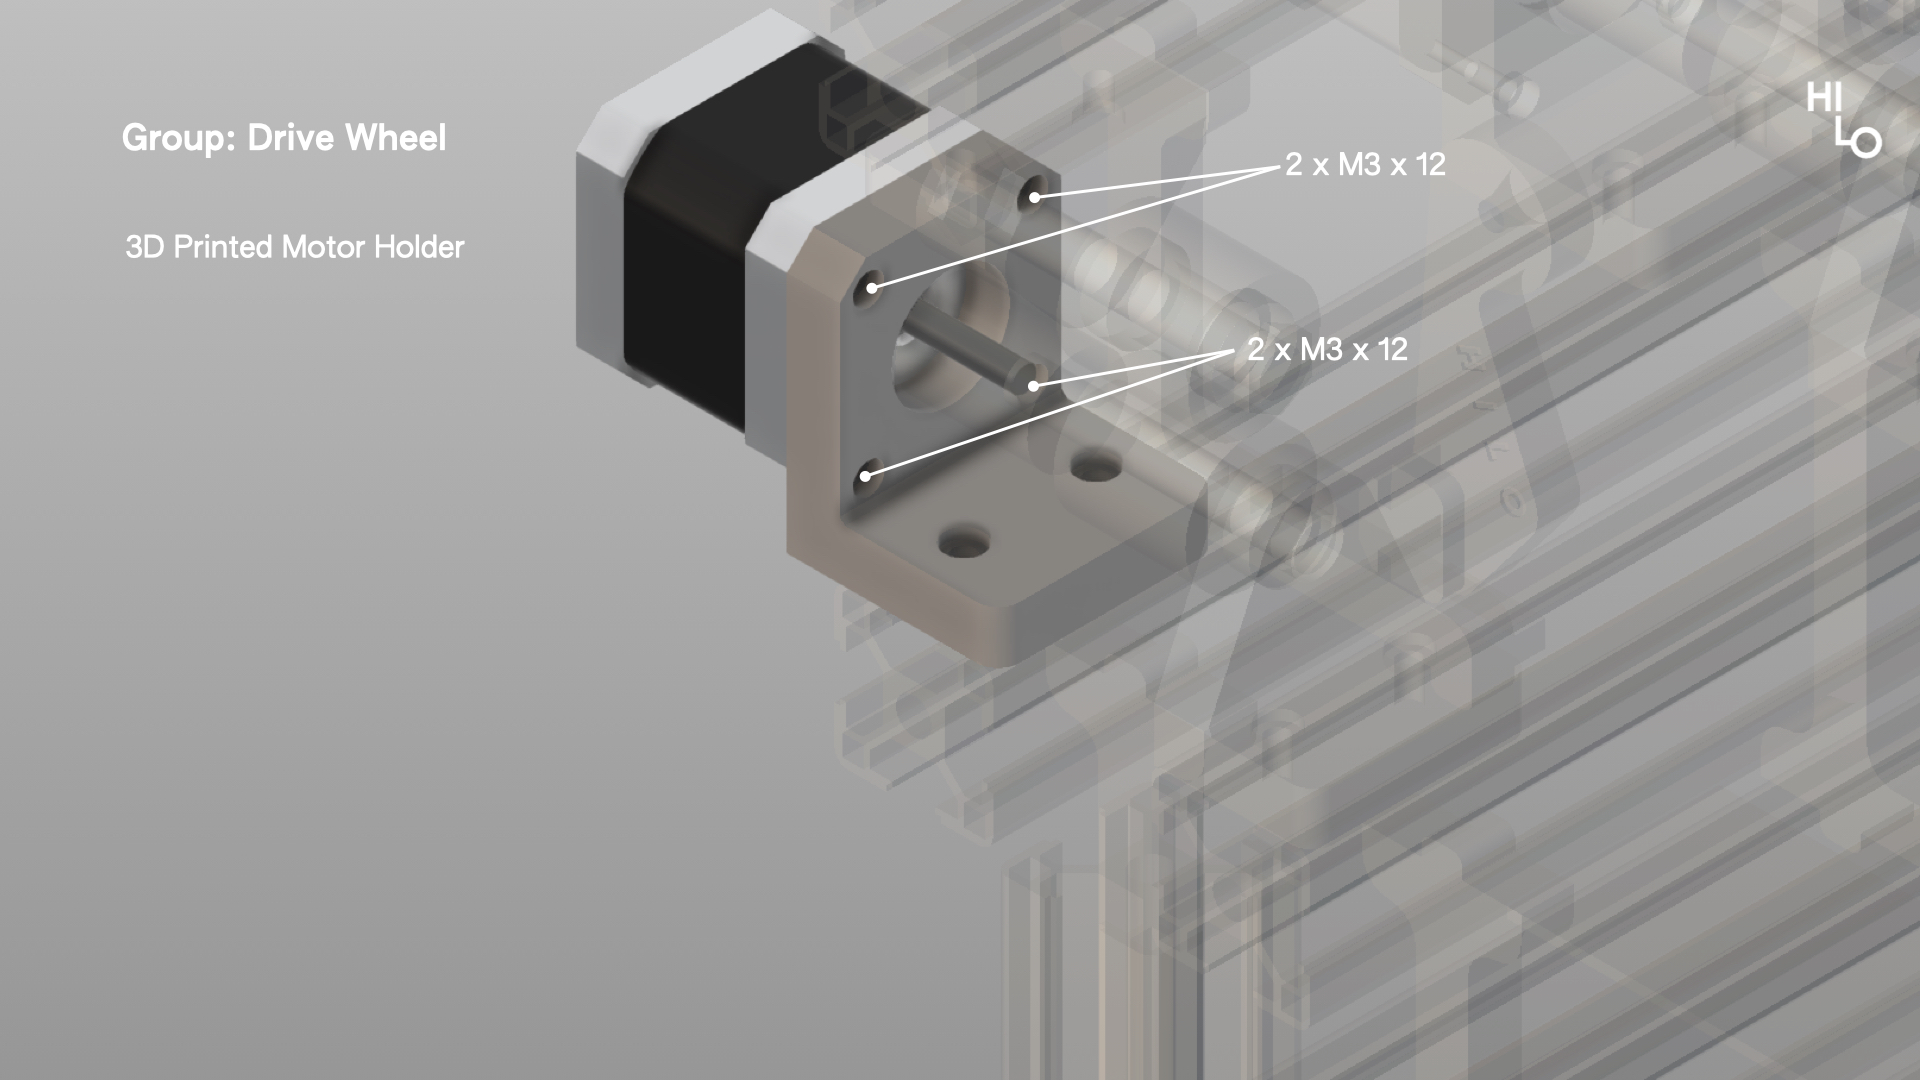 Group: Drive Wheel
3D Printed Motor Holder
2 x M3 x 12
2 x M3 x 12
HI
LO